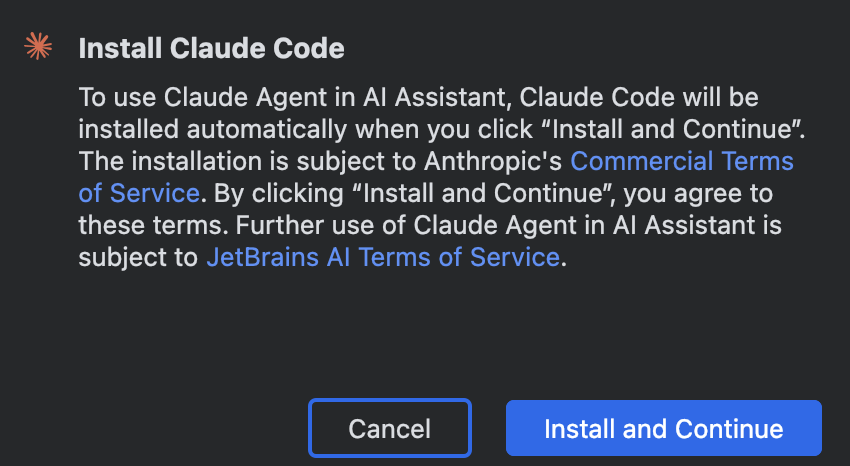 Install Claude Code
To use Claude Agent in AI Assistant, Claude Code will be
installed automatically when you click “Install and Continue”.
The installation is subject to Anthropic's Commercial Terms
of Service. By clicking “Install and Continue”, you agree to
these terms. Further use of Claude Agent in AI Assistant is
subject to JetBrains AI Terms of Service.
Cancel
Install and Continue